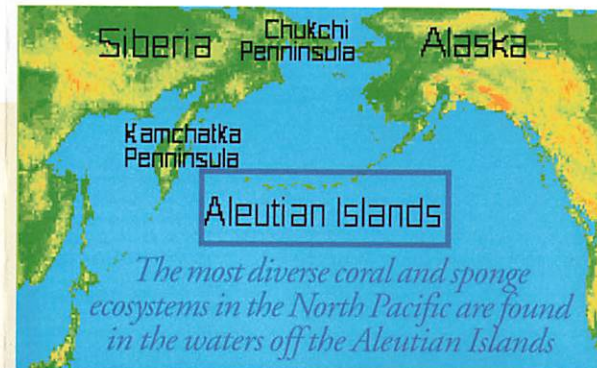 Siberia
Chukchi
Penninsula
Alaska
Kamchatka
Penninsula
Aleutian Islands
The most diverse coral and sponge
ecosystems in the North Pacific are found
in the waters off the Aleutian Islands